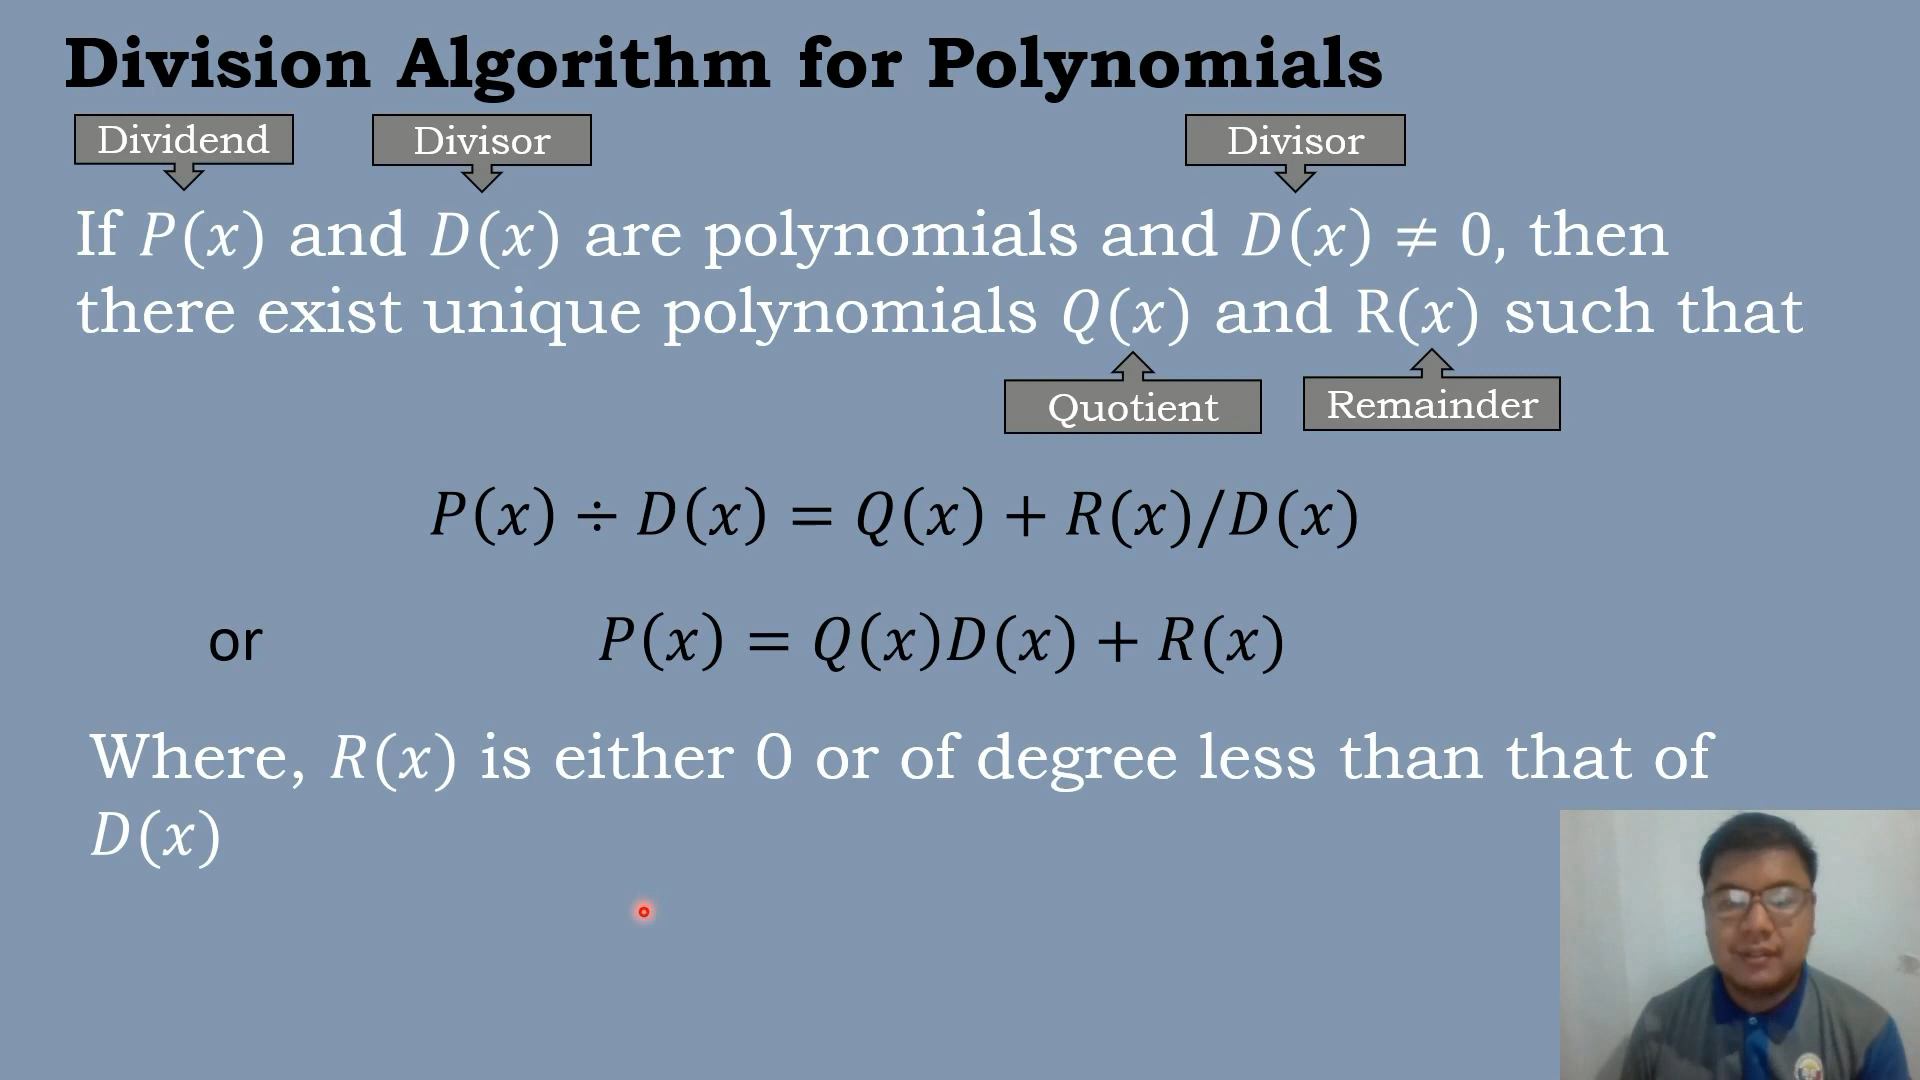 Division Algorithm for Polynomials
Dividend Divisor Divisor
If P(x) and D(x) are polynomials and D(x) ≠ 0, then
there exist unique polynomials Q(x) and R(x) such that
Quotient Remainder
P(x) ÷ D(x) = Q(x) + R(x)/D(x)
or P(x) = Q(x)D(x) + R(x)
Where, R(x) is either 0 or of degree less than that of
D(x)